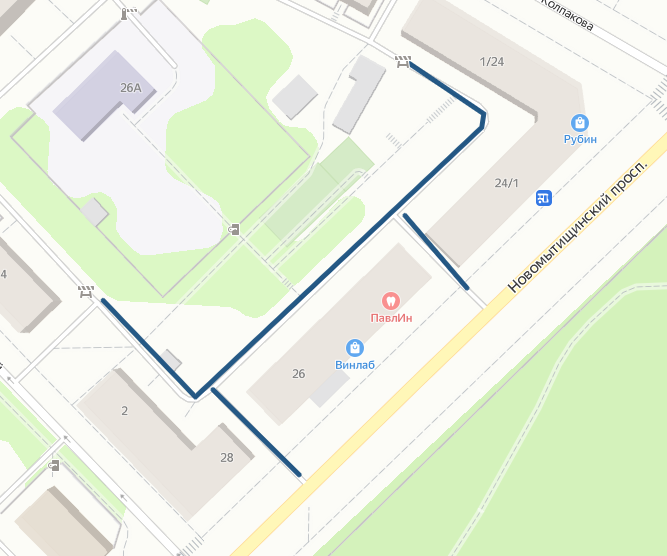 Колпакова
1/24
26А
Рубин
24/1
Новомытищинский просп.
4
ПавлИн
Винлаб
26
2
28